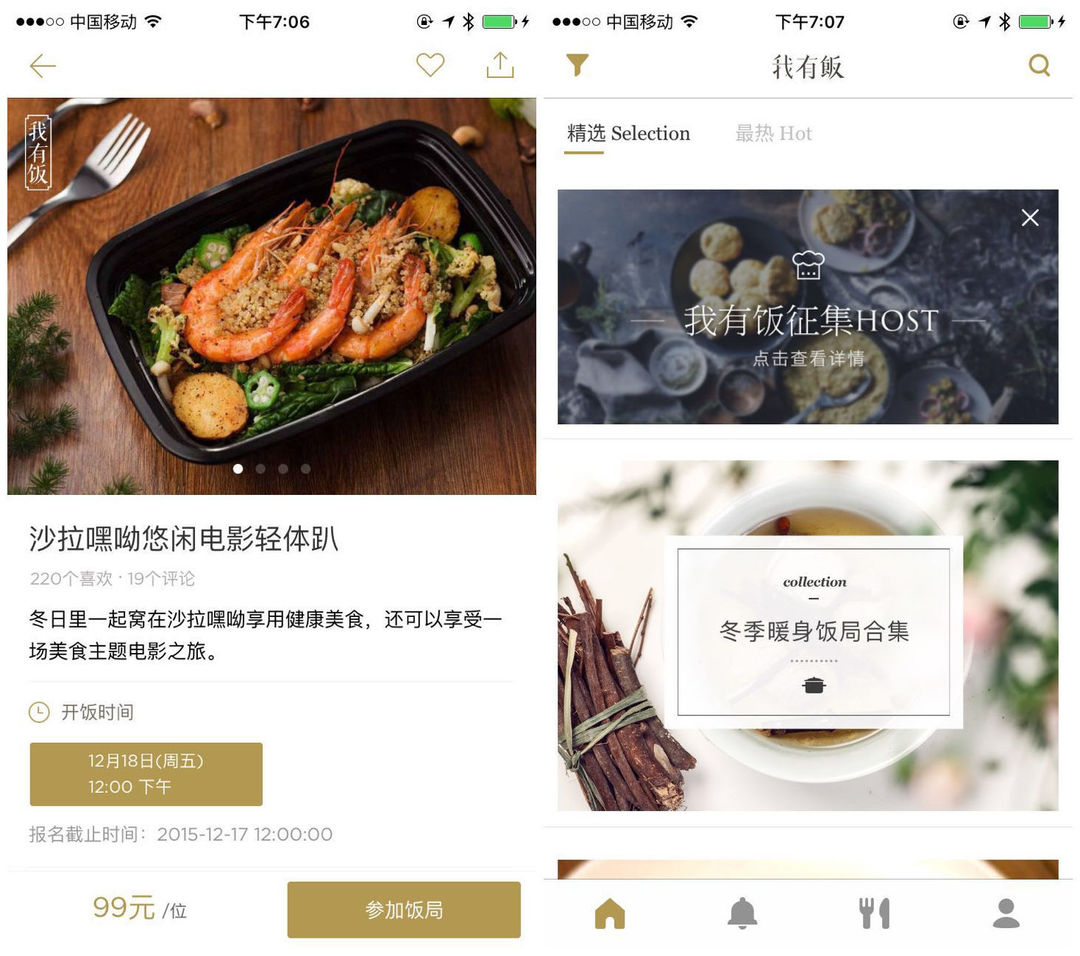 中国移动
下午7:06
我有饭
沙拉嘿呦悠闲电影轻体趴
220个喜欢 · 19个评论
冬日里一起窝在沙拉嘿呦享用健康美食，还可以享受一
场美食主题电影之旅。
开饭时间
12月18日(周五)
12:00 下午
报名截止时间：2015-12-17 12:00:00
99元 /位
参加饭局
中国移动
下午7:07
我有飯
精选 Selection
最热 Hot
我有饭征集HOST
点击查看详情
collection
冬季暖身饭局合集